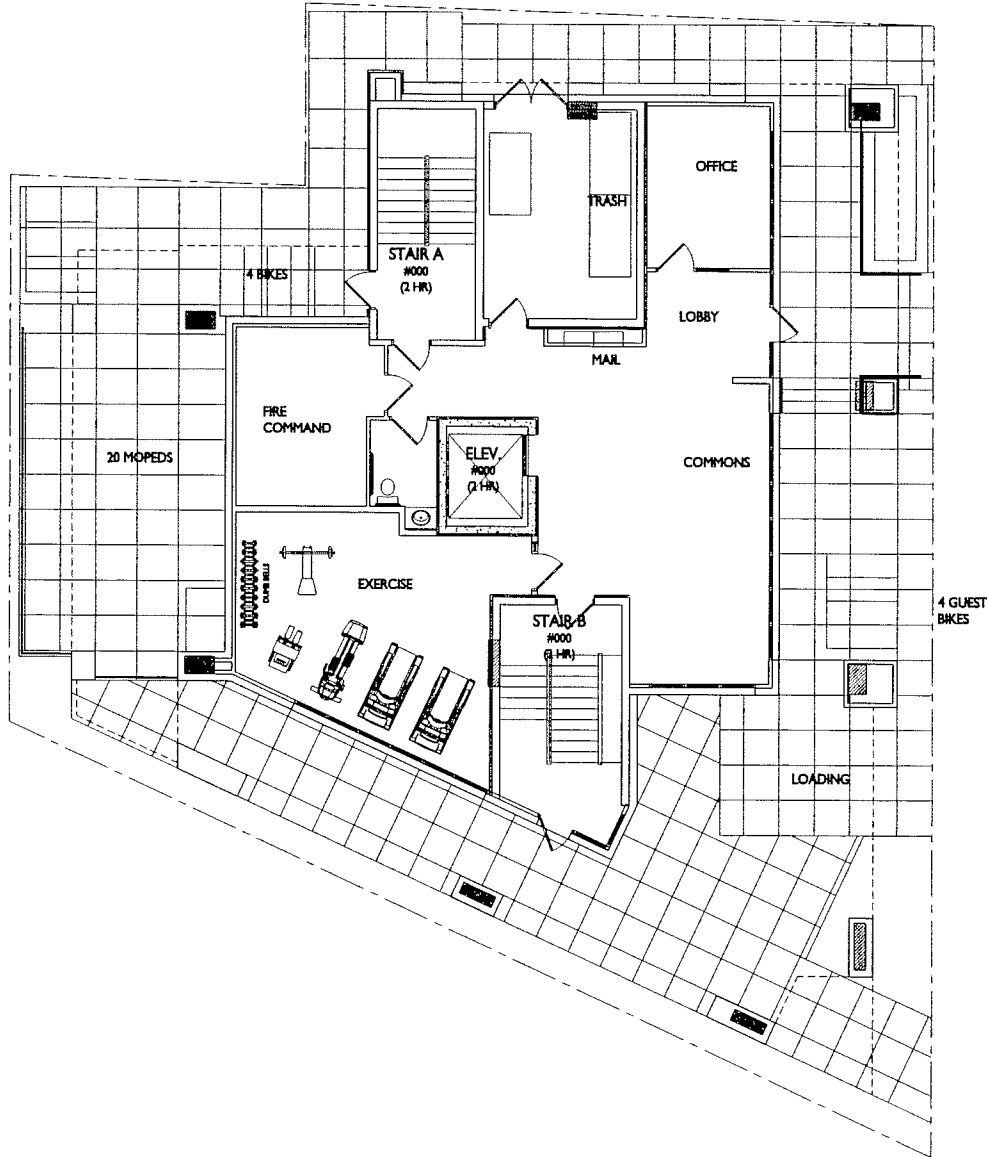 OFFICE
TRASH
STAIR A
#000
(2 HR)
4 BIKES
LOBBY
MAIL
FIRE
COMMAND
20 MOPEDS
ELEV.
#000
(2 HR)
COMMONS
DUMB BELLS
EXERCISE
STAIR B
#000
(2 HR)
4 GUEST
BIKES
LOADING